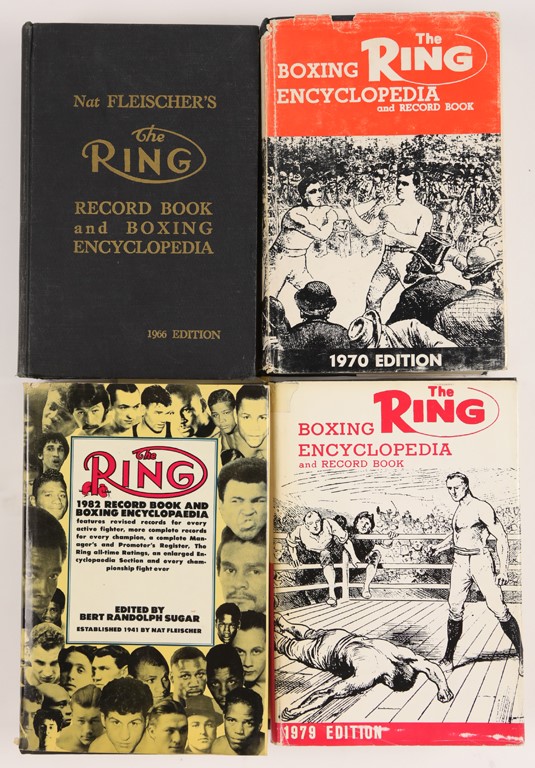 Nat FLEISCHER'S
The
RING
RECORD BOOK
and BOXING
ENCYCLOPEDIA
1966 EDITION
The
BOXING RING
ENCYCLOPEDIA
and RECORD BOOK
1970 EDITION
The
RING
1982 RECORD BOOK AND
BOXING ENCYCLOPAEDIA
features revised records for every
active fighter, more complete records
for every champion, a complete Man-
ager's and Promoter's Register, The
Ring all-time Ratings, an enlarged En-
cyclopaedia Section and every cham-
pionship fight ever
EDITED BY
BERT RANDOLPH SUGAR
ESTABLISHED 1941 BY NAT FLEISCHER
The
BOXING RING
ENCYCLOPEDIA
and RECORD BOOK
1979 EDITION